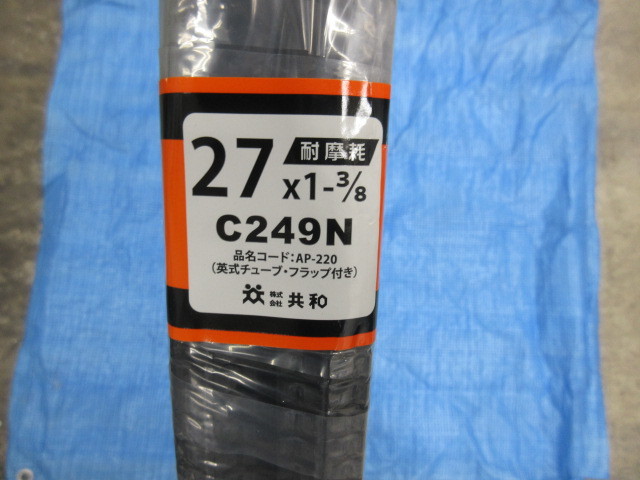 27 耐摩耗
x1-3/8
C249N
品名コード:AP-220
(英式チューブ・フラップ付き)
株式会社 共和